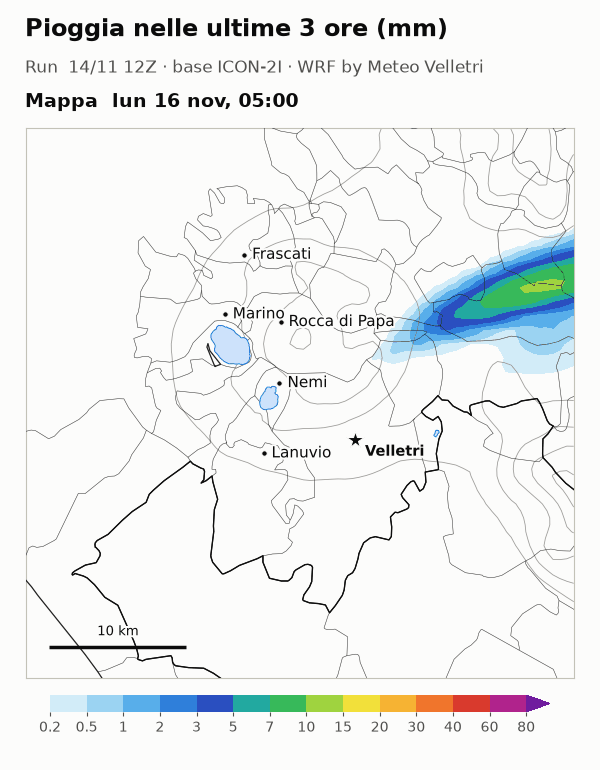 Pioggia nelle ultime 3 ore (mm)
Run  14/11 12Z · base ICON-2I · WRF by Meteo Velletri
Mappa  lun 16 nov, 05:00
Frascati
Marino
Rocca di Papa
Nemi
Velletri
Lanuvio
10 km
0.2 0.5 1 2 3 5 7 10 15 20 30 40 60 80